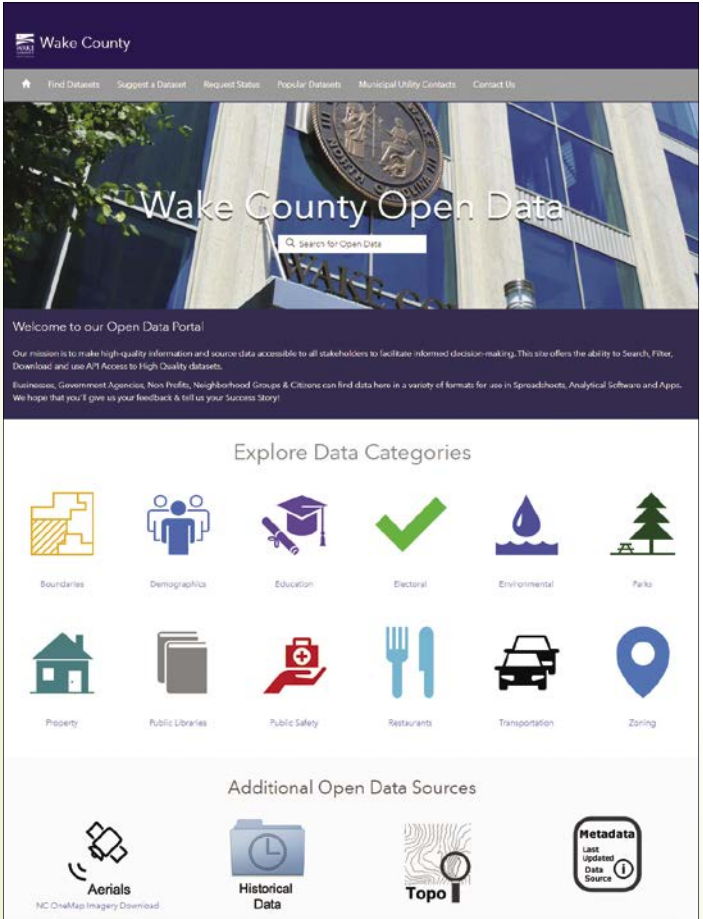 WAKE
Wake County
Find Datasets Suggest a Dataset Request Status Popular Datasets Municipal Utility Contacts Contact Us
WAKE
NORTH CAROLINA
Wake County Open Data
Search for Open Data
WAKE CO
Welcome to our Open Data Portal
Our mission is to make high-quality information and source data accessible to all stakeholders to facilitate informed decision-making. This site offers the ability to Search, Filter,
Download and use API Access to High Quality datasets.
Businesses, Government Agencies, Non Profits, Neighborhood Groups & Citizens can find data here in a variety of formats for use in Spreadsheets, Analytical Software and Apps.
We hope that you'll give us your feedback & tell us your Success Story!
Explore Data Categories
Boundaries Demographics Education Electoral Environmental Parks
Property Public Libraries Public Safety Restaurants Transportation Zoning
Additional Open Data Sources
Aerials
NC OneMap Imagery Download
Historical
Data
Topo
Metadata
Last
Updated
Data
Source